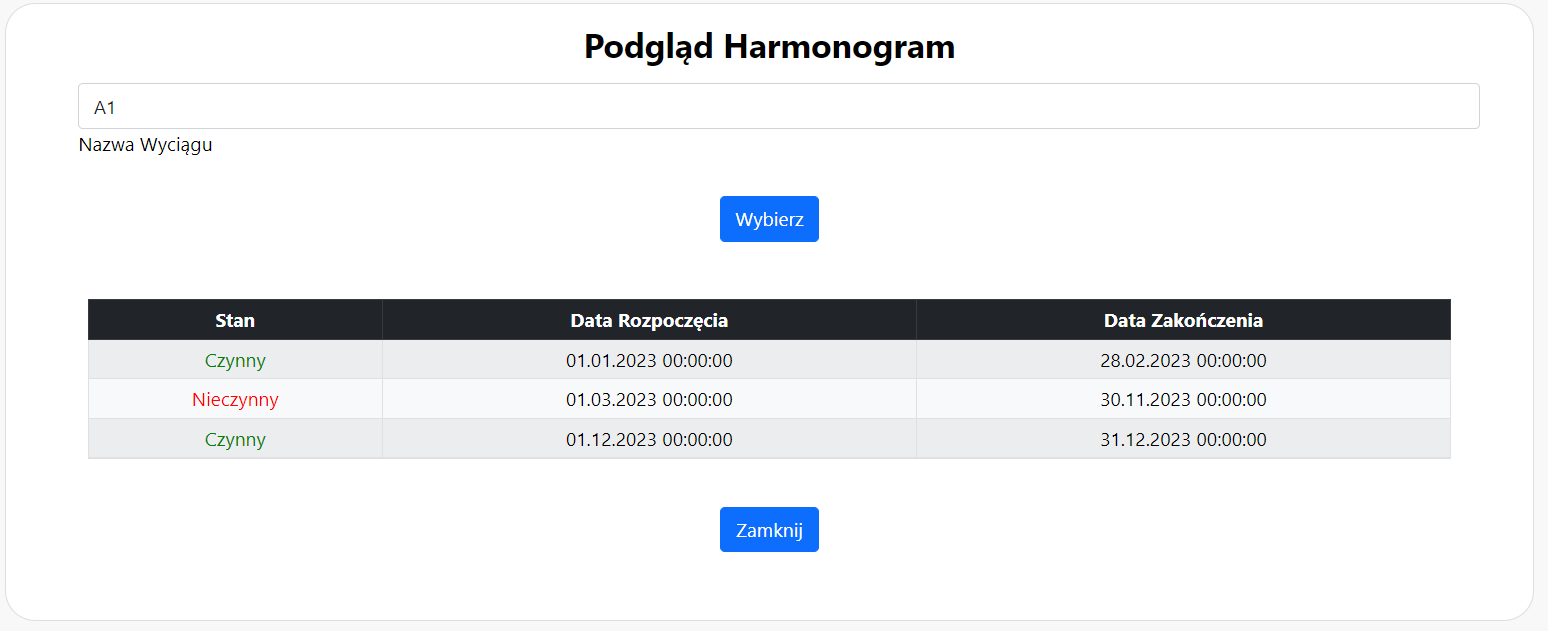 Podgląd Harmonogram
A1
Nazwa Wyciągu
Wybierz
Stan Data Rozpoczęcia Data Zakończenia
Czynny 01.01.2023 00:00:00 28.02.2023 00:00:00
Nieczynny 01.03.2023 00:00:00 30.11.2023 00:00:00
Czynny 01.12.2023 00:00:00 31.12.2023 00:00:00
Zamknij